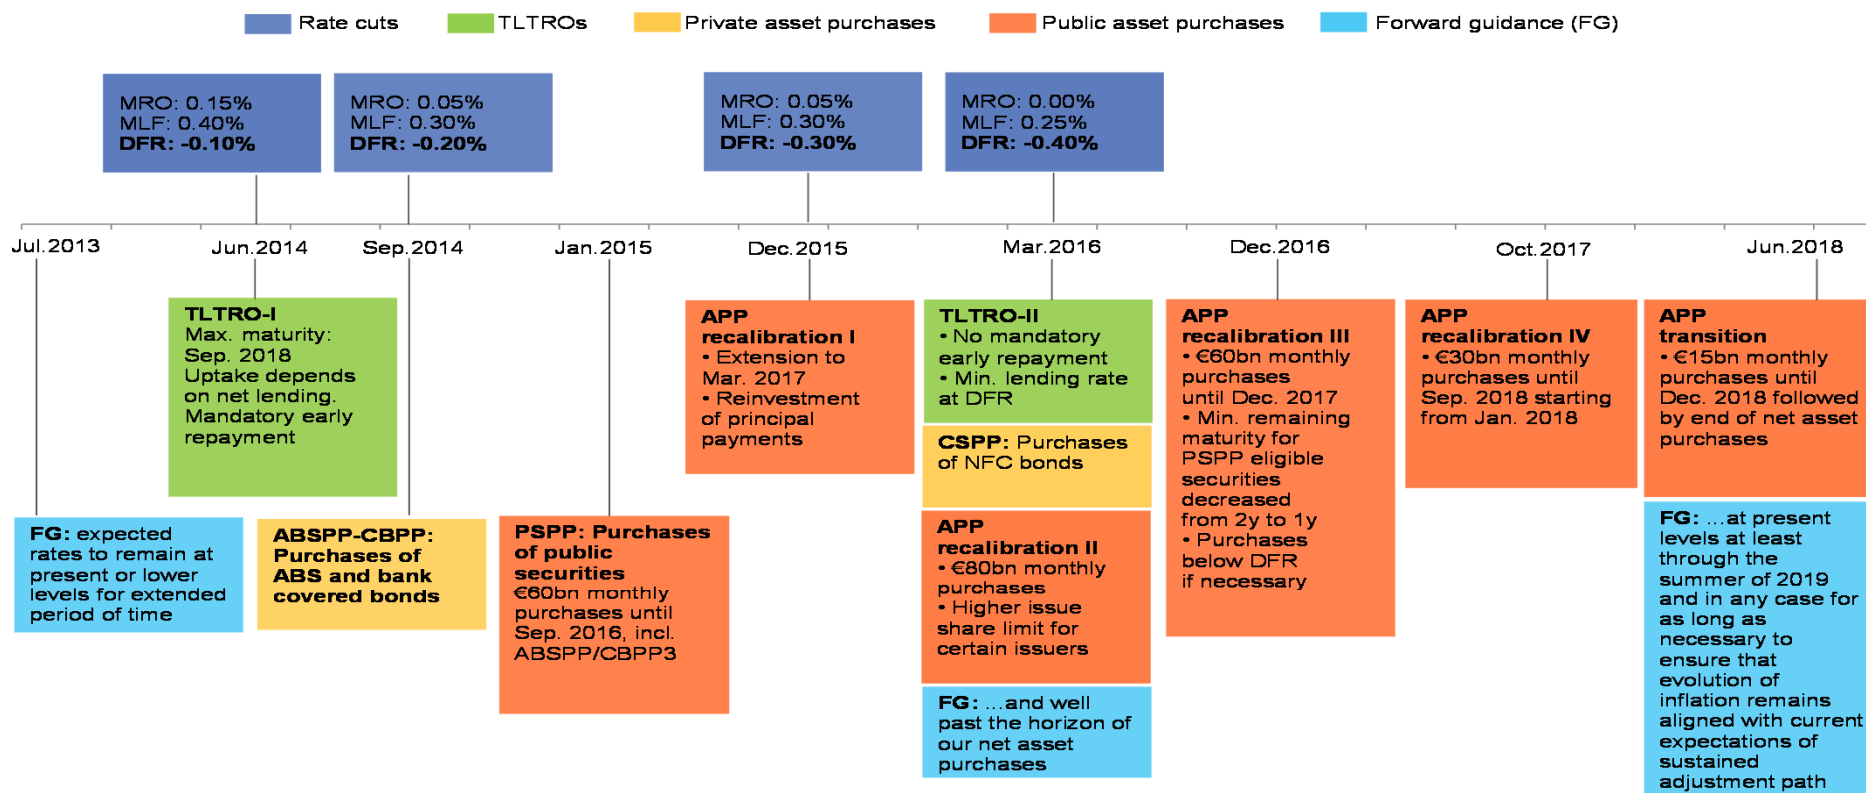 Rate cuts
TLTROs
Private asset purchases
Public asset purchases
Forward guidance (FG)
MRO: 0.15%
MLF: 0.40%
DFR: -0.10%
MRO: 0.05%
MLF: 0.30%
DFR: -0.20%
MRO: 0.05%
MLF: 0.30%
DFR: -0.30%
MRO: 0.00%
MLF: 0.25%
DFR: -0.40%
Jul.2013
Jun.2014
Sep.2014
Jan.2015
Dec.2015
Mar.2016
Dec.2016
Oct.2017
Jun.2018
TLTRO-I
Max. maturity:
Sep. 2018
Uptake depends
on net lending.
Mandatory early
repayment
APP
recalibration I
• Extension to
Mar. 2017
• Reinvestment
of principal
payments
TLTRO-II
• No mandatory
early repayment
• Min. lending rate
at DFR
CSPP: Purchases
of NFC bonds
APP
recalibration II
• €80bn monthly
purchases
• Higher issue
share limit for
certain issuers
FG: ...and well
past the horizon of
our net asset
purchases
APP
recalibration III
• €60bn monthly
purchases
until Dec. 2017
• Min. remaining
maturity for
PSPP eligible
securities
decreased
from 2y to 1y
• Purchases
below DFR
if necessary
APP
recalibration IV
• €30bn monthly
purchases until
Sep. 2018 starting
from Jan. 2018
APP
transition
• €15bn monthly
purchases until
Dec. 2018 followed
by end of net asset
purchases
FG: expected
rates to remain at
present or lower
levels for extended
period of time
ABSPP-CBPP:
Purchases of
ABS and bank
covered bonds
PSPP: Purchases
of public
securities
€60bn monthly
purchases until
Sep. 2016, incl.
ABSPP/CBPP3
FG: ...at present
levels at least
through the
summer of 2019
and in any case for
as long as
necessary to
ensure that
evolution of
inflation remains
aligned with current
expectations of
sustained
adjustment path